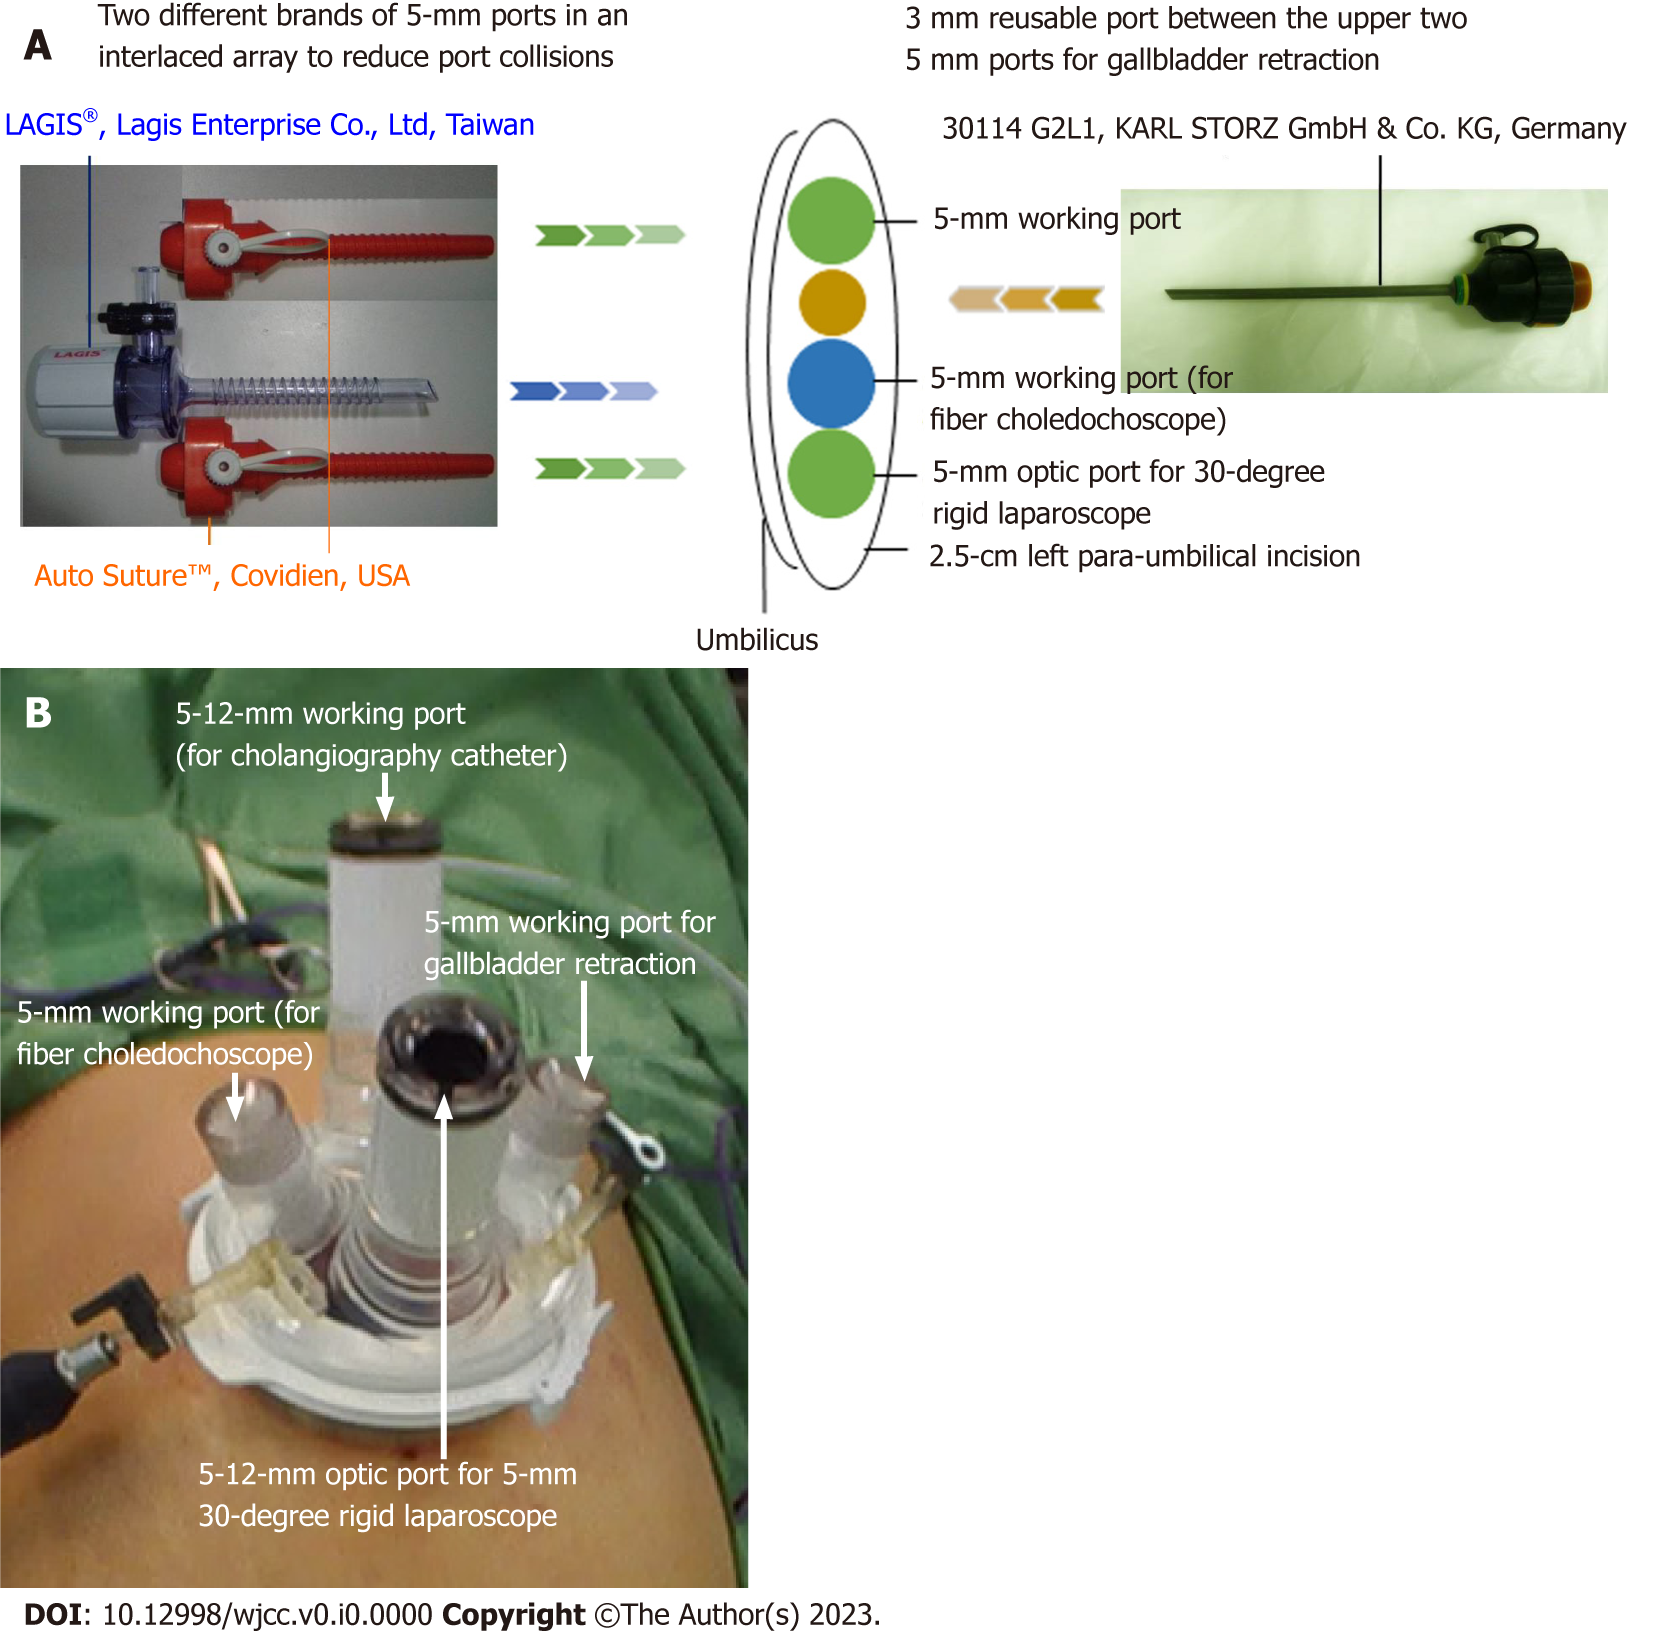 A
Two different brands of 5-mm ports in an
interlaced array to reduce port collisions
3 mm reusable port between the upper two
5 mm ports for gallbladder retraction
LAGIS®, Lagis Enterprise Co., Ltd, Taiwan
30114 G2L1, KARL STORZ GmbH & Co. KG, Germany
LAGIS
5-mm working port
5-mm working port (for
fiber choledochoscope)
5-mm optic port for 30-degree
rigid laparoscope
2.5-cm left para-umbilical incision
Auto Suture™, Covidien, USA
Umbilicus
B
5-12-mm working port
(for cholangiography catheter)
5-mm working port for
gallbladder retraction
5-mm working port (for
fiber choledochoscope)
5-12-mm optic port for 5-mm
30-degree rigid laparoscope
DOI: 10.12998/wjcc.v0.i0.0000 Copyright ©The Author(s) 2023.